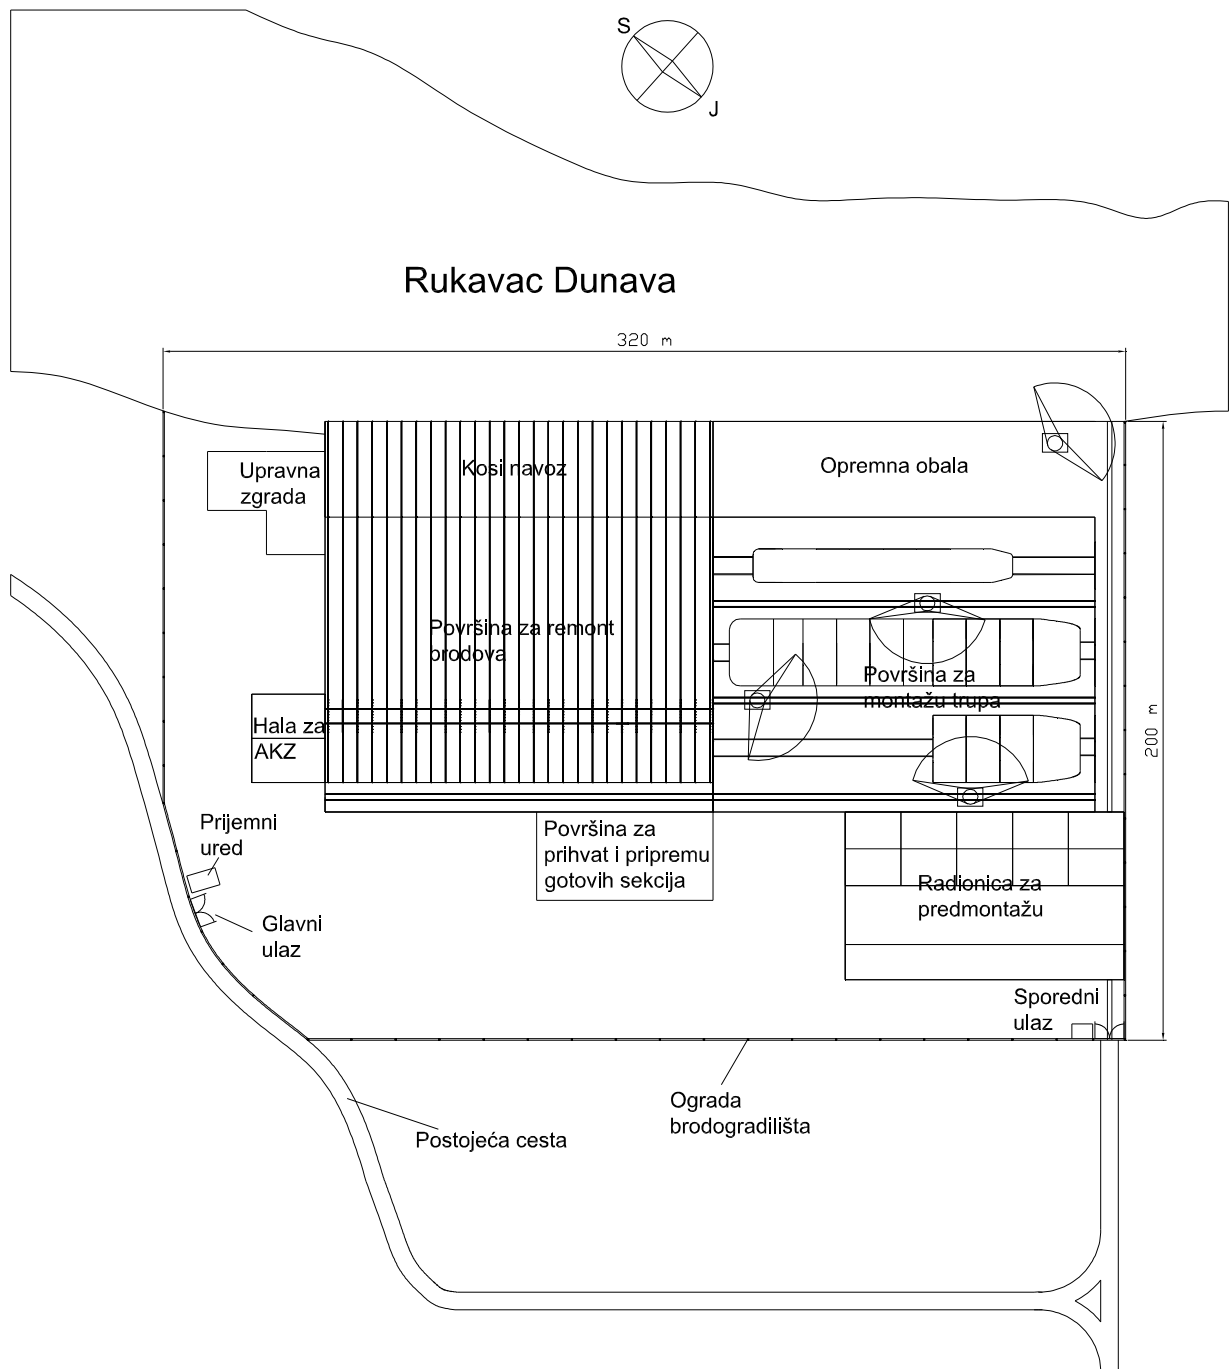 S
J
Rukavac Dunava
320 m
Upravna
zgrada
Kosi navoz
Opremna obala
Površina za remont
brodova
Površina za
montažu trupa
Hala za
AKZ
200 m
Prijemni
ured
Površina za
prihvat i pripremu
gotovih sekcija
Radionica za
predmontažu
Glavni
ulaz
Sporedni
ulaz
Ograda
brodogradilišta
Postojeća cesta